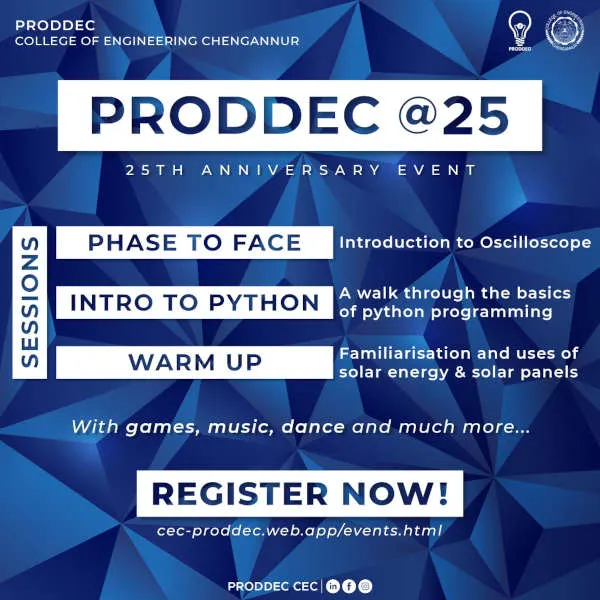 PRODDEC
COLLEGE OF ENGINEERING CHENGANNUR
PRODDEC
PRODDEC @25
25TH ANNIVERSARY EVENT
SESSIONS
PHASE TO FACE
Introduction to Oscilloscope
INTRO TO PYTHON
A walk through the basics
of python programming
WARM UP
Familiarisation and uses of
solar energy & solar panels
With games, music, dance and much more...
REGISTER NOW!
cec-proddec.web.app/events.html
PRODDEC CEC